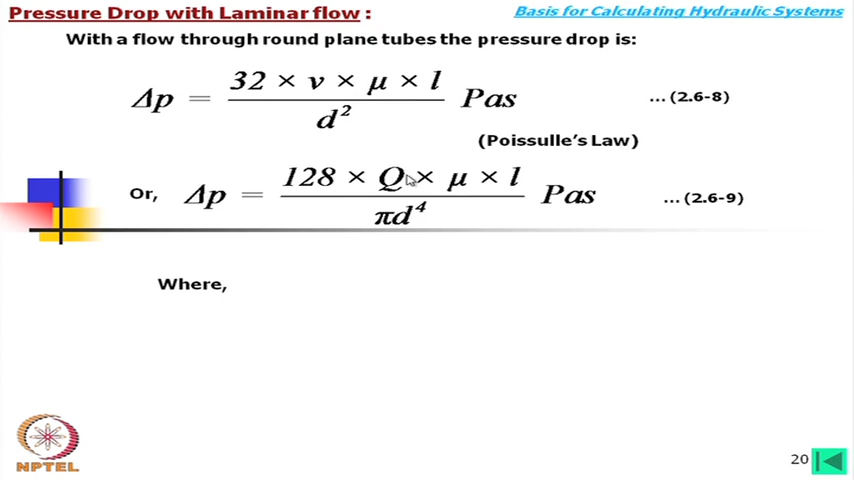 Pressure Drop with Laminar flow :
Basis for Calculating Hydraulic Systems
With a flow through round plane tubes the pressure drop is:
Δp = 32 × v × μ × l / d² Pas ... (2.6-8)
(Poissulle's Law)
Or, Δp = 128 × Q × μ × l / πd⁴ Pas ... (2.6-9)
Where,
NPTEL
20